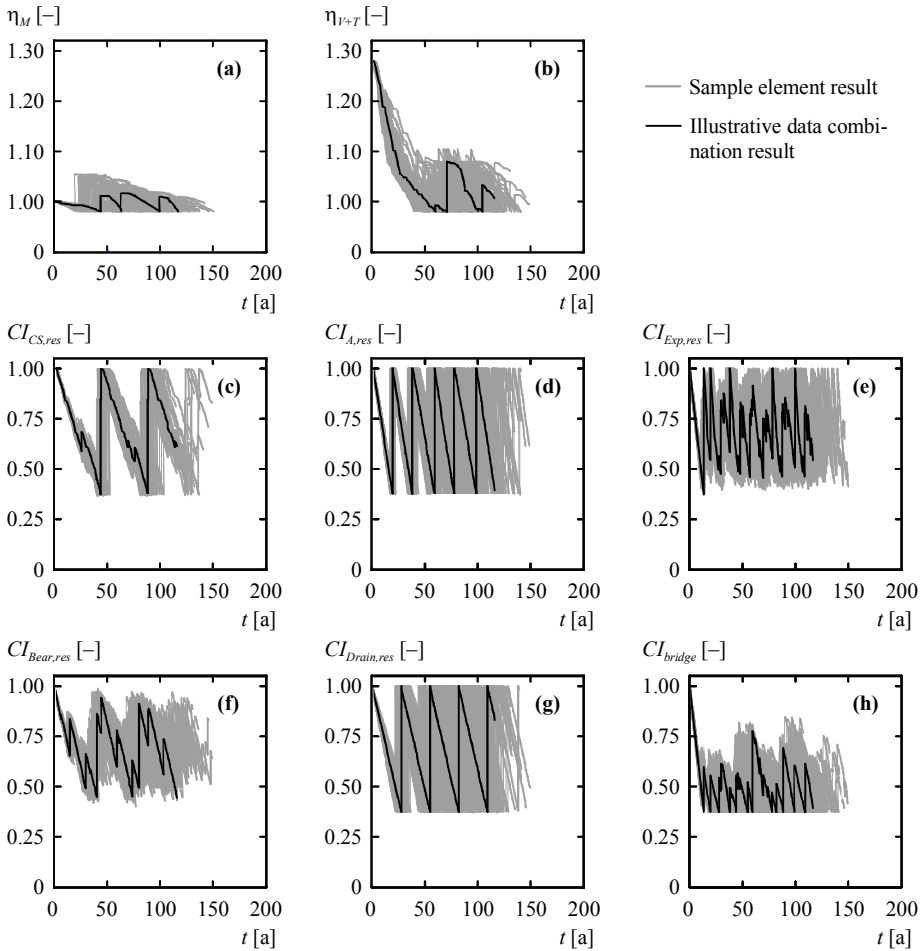 η_M [–]
1.30
1.20
1.10
1.00
0
0 50 100 150 200
t [a]
(a)
η_V+T [–]
1.30
1.20
1.10
1.00
0
0 50 100 150 200
t [a]
(b)
Sample element result
Illustrative data combi-
nation result
CI_CS,res [–]
1.00
0.75
0.50
0.25
0
0 50 100 150 200
t [a]
(c)
CI_A,res [–]
1.00
0.75
0.50
0.25
0
0 50 100 150 200
t [a]
(d)
CI_Exp,res [–]
1.00
0.75
0.50
0.25
0
0 50 100 150 200
t [a]
(e)
CI_Bear,res [–]
1.00
0.75
0.50
0.25
0
0 50 100 150 200
t [a]
(f)
CI_Drain,res [–]
1.00
0.75
0.50
0.25
0
0 50 100 150 200
t [a]
(g)
CI_bridge [–]
1.00
0.75
0.50
0.25
0
0 50 100 150 200
t [a]
(h)